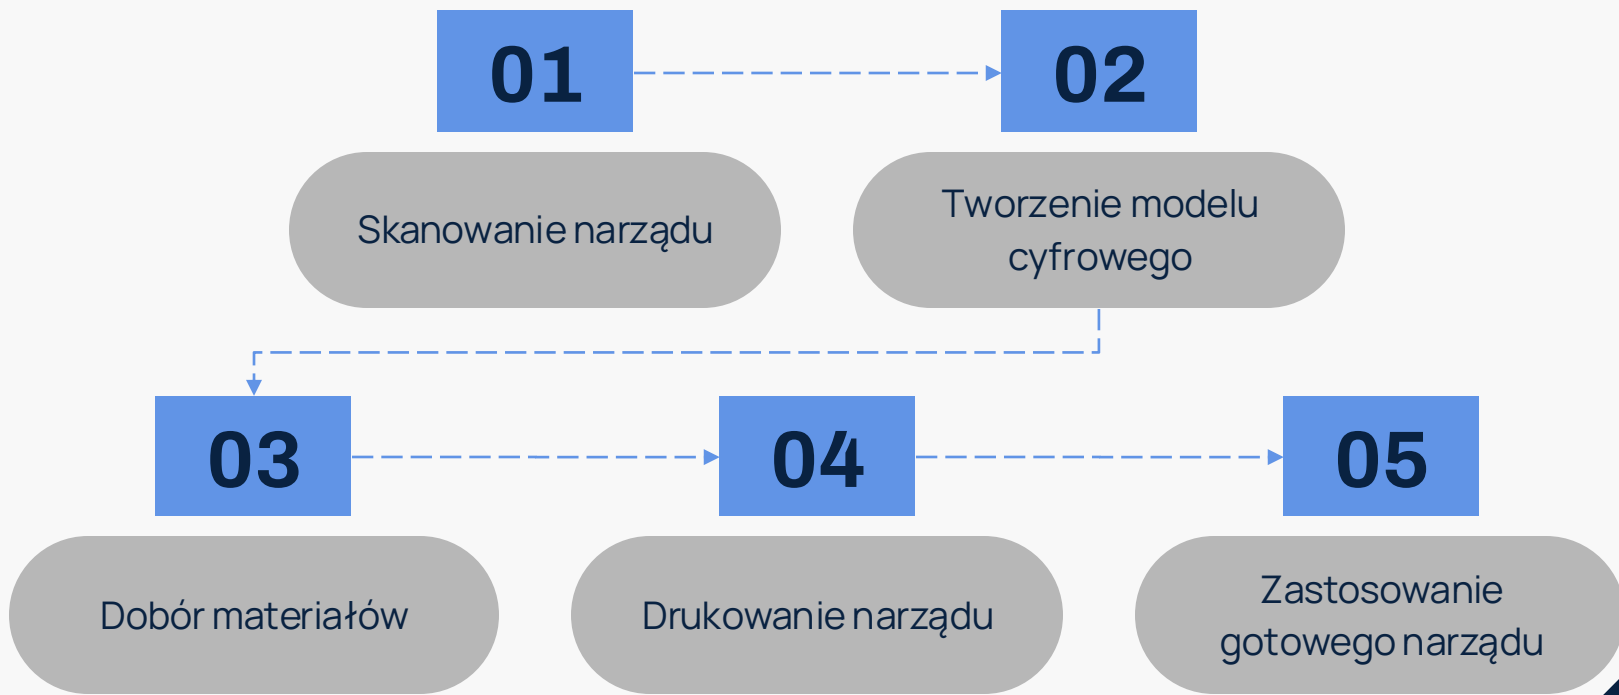 01
02
Skanowanie narządu
Tworzenie modelu
cyfrowego
03
04
05
Dobór materiałów
Drukowanie narządu
Zastosowanie
gotowego narządu